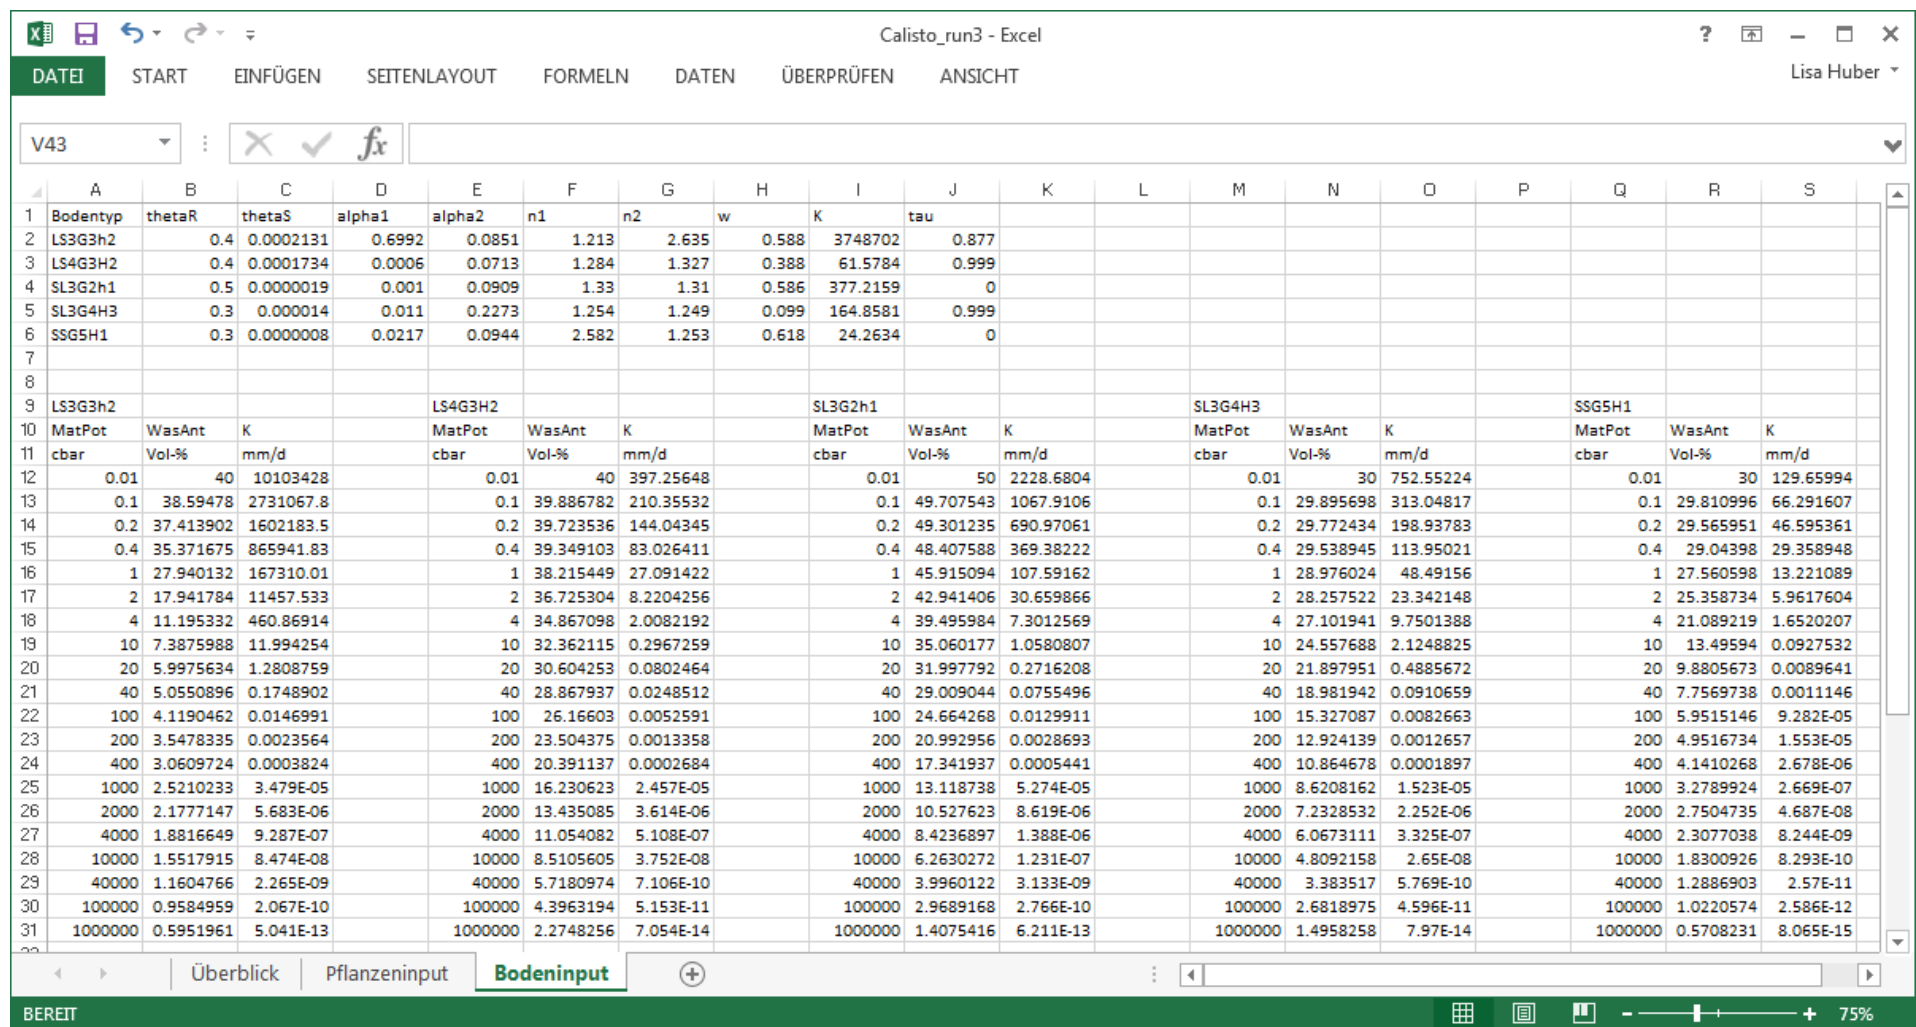 Calisto_run3 - Excel
?
DATEI START EINFÜGEN SEITENLAYOUT FORMELN DATEN ÜBERPRÜFEN ANSICHT Lisa Huber
V43 fx
A B C D E F G H I J K L M N O P Q R S
1 Bodentyp thetaR thetaS alpha1 alpha2 n1 n2 w K tau
2 LS3G3h2 0.4 0.0002131 0.6992 0.0851 1.213 2.635 0.588 3748702 0.877
3 LS4G3H2 0.4 0.0001734 0.0006 0.0713 1.284 1.327 0.388 61.5784 0.999
4 SL3G2h1 0.5 0.0000019 0.001 0.0909 1.33 1.31 0.586 377.2159 0
5 SL3G4H3 0.3 0.000014 0.011 0.2273 1.254 1.249 0.099 164.8581 0.999
6 SSG5H1 0.3 0.0000008 0.0217 0.0944 2.582 1.253 0.618 24.2634 0
7
8
9 LS3G3h2 LS4G3H2 SL3G2h1 SL3G4H3 SSG5H1
10 MatPot WasAnt K MatPot WasAnt K MatPot WasAnt K MatPot WasAnt K MatPot WasAnt K
11 cbar Vol-% mm/d cbar Vol-% mm/d cbar Vol-% mm/d cbar Vol-% mm/d cbar Vol-% mm/d
12 0.01 40 10103428 0.01 40 397.25648 0.01 50 2228.6804 0.01 30 752.55224 0.01 30 129.65994
13 0.1 38.59478 2731067.8 0.1 39.886782 210.35532 0.1 49.707543 1067.9106 0.1 29.895698 313.04817 0.1 29.810996 66.291607
14 0.2 37.413902 1602183.5 0.2 39.723536 144.04345 0.2 49.301235 690.97061 0.2 29.772434 198.93783 0.2 29.565951 46.595361
15 0.4 35.371675 865941.83 0.4 39.349103 83.026411 0.4 48.407588 369.38222 0.4 29.538945 113.95021 0.4 29.04398 29.358948
16 1 27.940132 167310.01 1 38.215449 27.091422 1 45.915094 107.59162 1 28.976024 48.49156 1 27.560598 13.221089
17 2 17.941784 11457.533 2 36.725304 8.2204256 2 42.941406 30.659866 2 28.257522 23.342148 2 25.358734 5.9617604
18 4 11.195332 460.86914 4 34.867098 2.0082192 4 39.495984 7.3012569 4 27.101941 9.7501388 4 21.089219 1.6520207
19 10 7.3875988 11.994254 10 32.362115 0.2967259 10 35.060177 1.0580807 10 24.557688 2.1248825 10 13.49594 0.0927532
20 20 5.9975634 1.2808759 20 30.604253 0.0802464 20 31.997792 0.2716208 20 21.897951 0.4885672 20 9.8805673 0.0089641
21 40 5.0550896 0.1748902 40 28.867937 0.0248512 40 29.009044 0.0755496 40 18.981942 0.0910659 40 7.7569738 0.0011146
22 100 4.1190462 0.0146991 100 26.16603 0.0052591 100 24.664268 0.0129911 100 15.327087 0.0082663 100 5.9515146 9.282E-05
23 200 3.5478335 0.0023564 200 23.504375 0.0013358 200 20.992956 0.0028693 200 12.924139 0.0012657 200 4.9516734 1.553E-05
24 400 3.0609724 0.0003824 400 20.391137 0.0002684 400 17.341937 0.0005441 400 10.864678 0.0001897 400 4.1410268 2.678E-06
25 1000 2.5210233 3.479E-05 1000 16.230623 2.457E-05 1000 13.118738 5.274E-05 1000 8.6208162 1.523E-05 1000 3.2789924 2.669E-07
26 2000 2.1777147 5.683E-06 2000 13.435085 3.614E-06 2000 10.527623 8.619E-06 2000 7.2328532 2.252E-06 2000 2.7504735 4.687E-08
27 4000 1.8816649 9.287E-07 4000 11.054082 5.108E-07 4000 8.4236897 1.388E-06 4000 6.0673111 3.325E-07 4000 2.3077038 8.244E-09
28 10000 1.5517915 8.474E-08 10000 8.5105605 3.752E-08 10000 6.2630272 1.231E-07 10000 4.8092158 2.65E-08 10000 1.8300926 8.293E-10
29 40000 1.1604766 2.265E-09 40000 5.7180974 7.106E-10 40000 3.9960122 3.133E-09 40000 3.383517 5.769E-10 40000 1.2886903 2.57E-11
30 100000 0.9584959 2.067E-10 100000 4.3963194 5.153E-11 100000 2.9689168 2.766E-10 100000 2.6818975 4.596E-11 100000 1.0220574 2.586E-12
31 1000000 0.5951961 5.041E-13 1000000 2.2748256 7.054E-14 1000000 1.4075416 6.211E-13 1000000 1.4958258 7.97E-14 1000000 0.5708231 8.065E-15
Überblick Pflanzeninput Bodeninput
BEREIT 75%